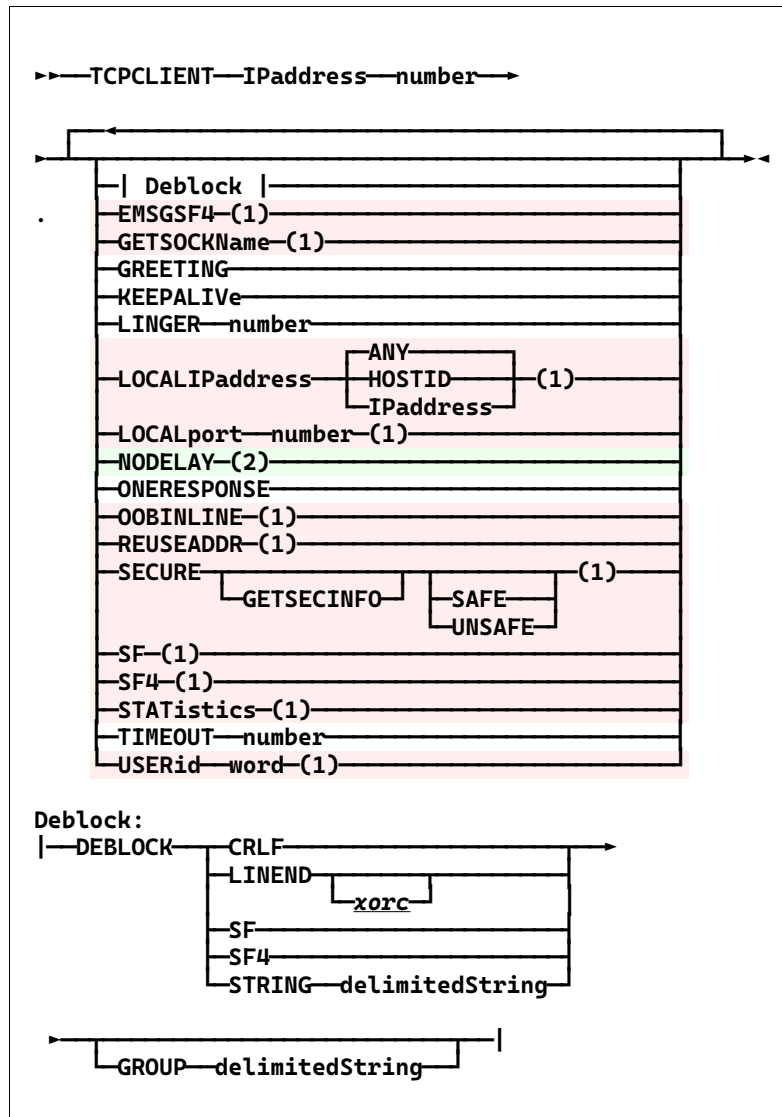 TCPCLIENT IPaddress number
| Deblock |
.
EMSGSF4 (1)
GETSOCKName (1)
GREETING
KEEPALIVe
LINGER number
ANY
LOCALIPaddress HOSTID (1)
IPaddress
LOCALport number (1)
NODELAY (2)
ONERESPONSE
OOBINLINE (1)
REUSEADDR (1)
SECURE (1)
GETSECINFO SAFE
UNSAFE
SF (1)
SF4 (1)
STATistics (1)
TIMEOUT number
USERid word (1)
Deblock:
DEBLOCK CRLF
LINEND
xorc
SF
SF4
STRING delimitedString
GROUP delimitedString